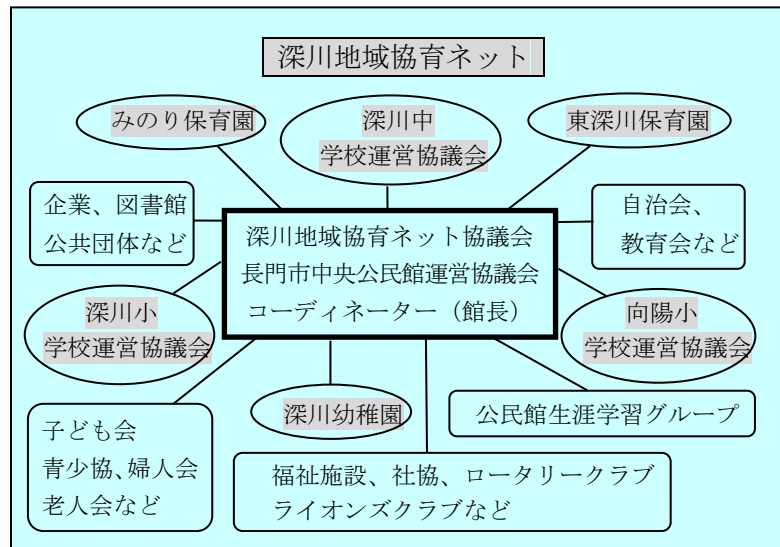 深川地域協育ネット
みのり保育園
深川中
学校運営協議会
東深川保育園
企業、図書館
公共団体など
深川地域協育ネット協議会
長門市中央公民館運営協議会
コーディネーター（館長）
自治会、
教育会など
深川小
学校運営協議会
向陽小
学校運営協議会
子ども会
青少協、婦人会
老人会など
深川幼稚園
公民館生涯学習グループ
福祉施設、社協、ロータリークラブ
ライオンズクラブなど